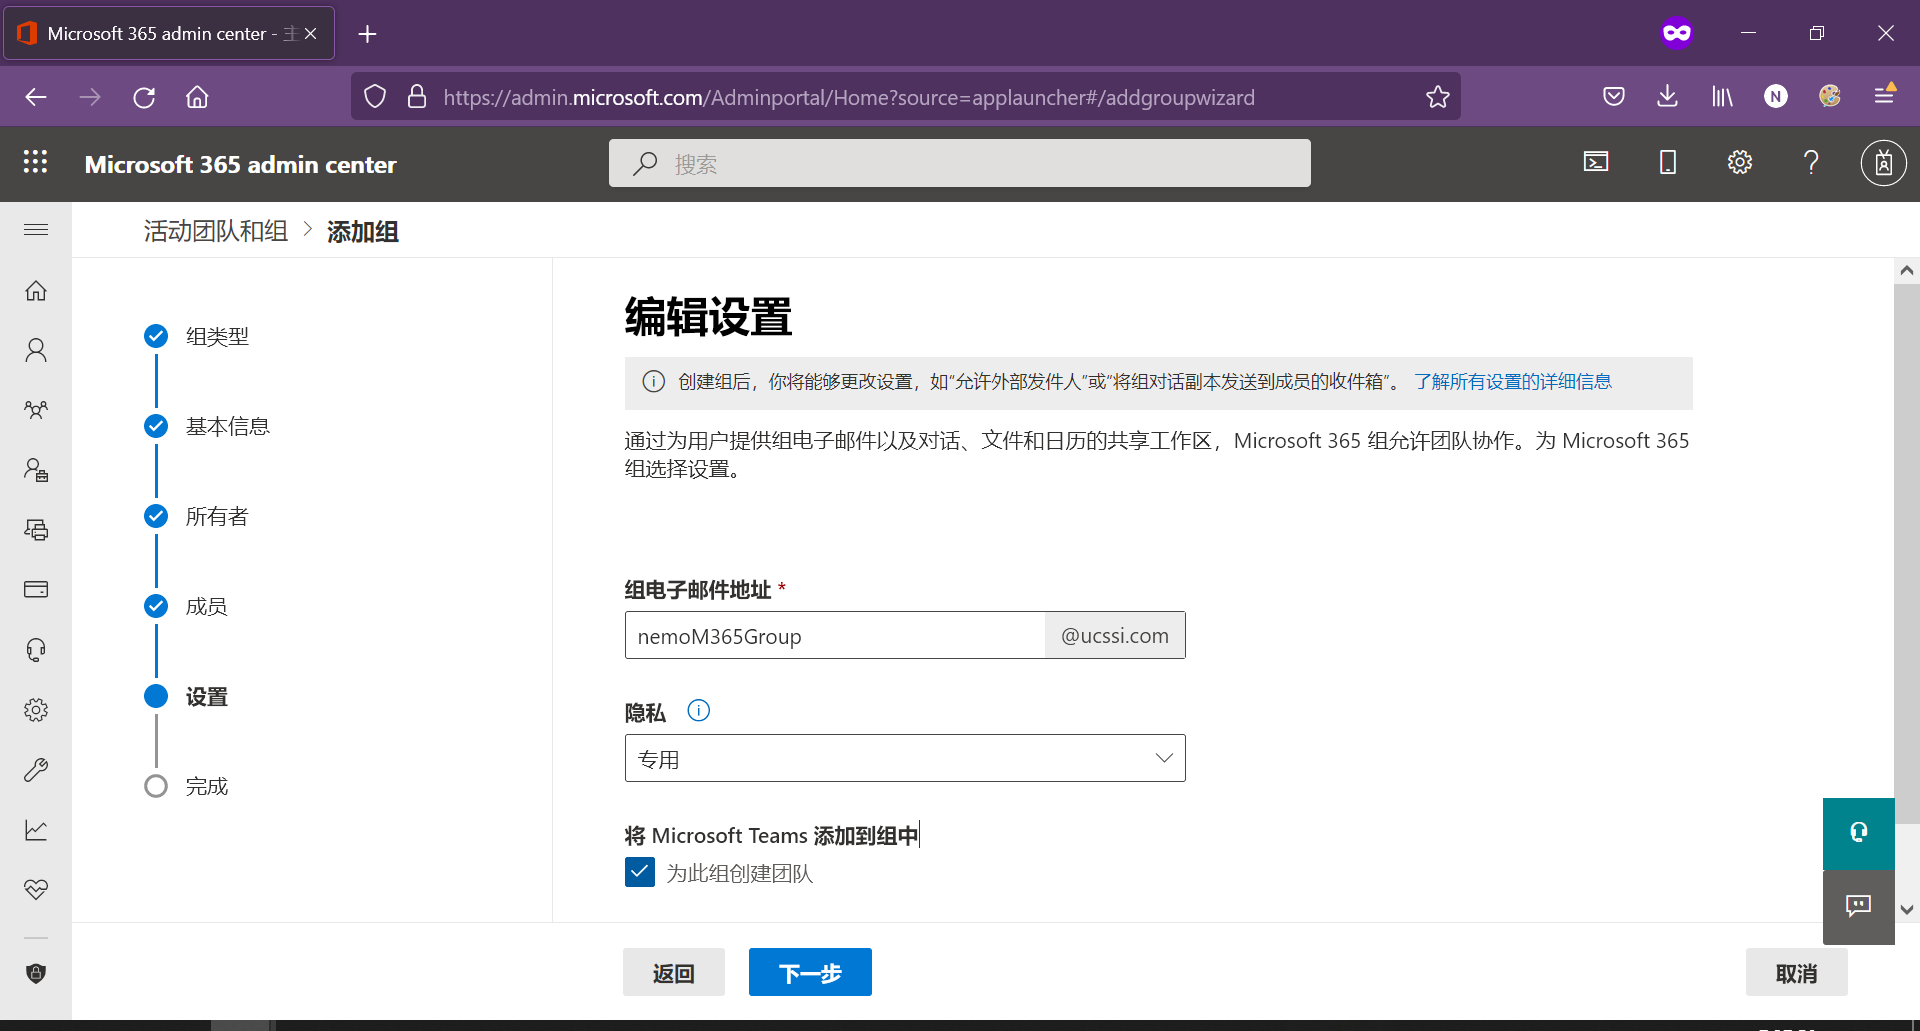 Microsoft 365 admin center - 主
https://admin.microsoft.com/Adminportal/Home?source=applauncher#/addgroupwizard
N
Microsoft 365 admin center
搜索
活动团队和组 > 添加组
组类型
基本信息
所有者
成员
设置
完成
编辑设置
创建组后，你将能够更改设置，如“允许外部发件人”或“将组对话副本发送到成员的收件箱”。 了解所有设置的详细信息
通过为用户提供组电子邮件以及对话、文件和日历的共享工作区，Microsoft 365 组允许团队协作。为 Microsoft 365
组选择设置。
组电子邮件地址 *
nemoM365Group @ucssi.com
隐私
专用
将 Microsoft Teams 添加到组中
为此组创建团队
返回 下一步 取消